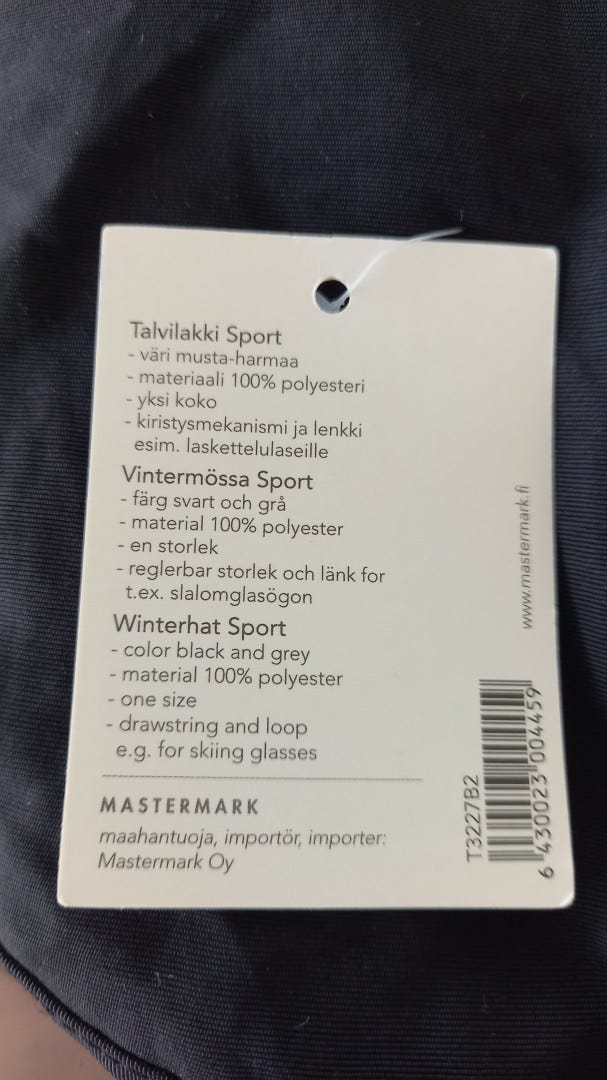 Talvilakki Sport
- väri musta-harmaa
- materiaali 100% polyesteri
- yksi koko
- kiristysmekanismi ja lenkki
esim. laskettelulaseille
Vintermössa Sport
- färg svart och grå
- material 100% polyester
- en storlek
- reglerbar storlek och länk for
t.ex. slalomglasögon
Winterhat Sport
- color black and grey
- material 100% polyester
- one size
- drawstring and loop
e.g. for skiing glasses
MASTERMARK
maahantuoja, importör, importer:
Mastermark Oy
www.mastermark.fi
T3227B2
6 430023 004459